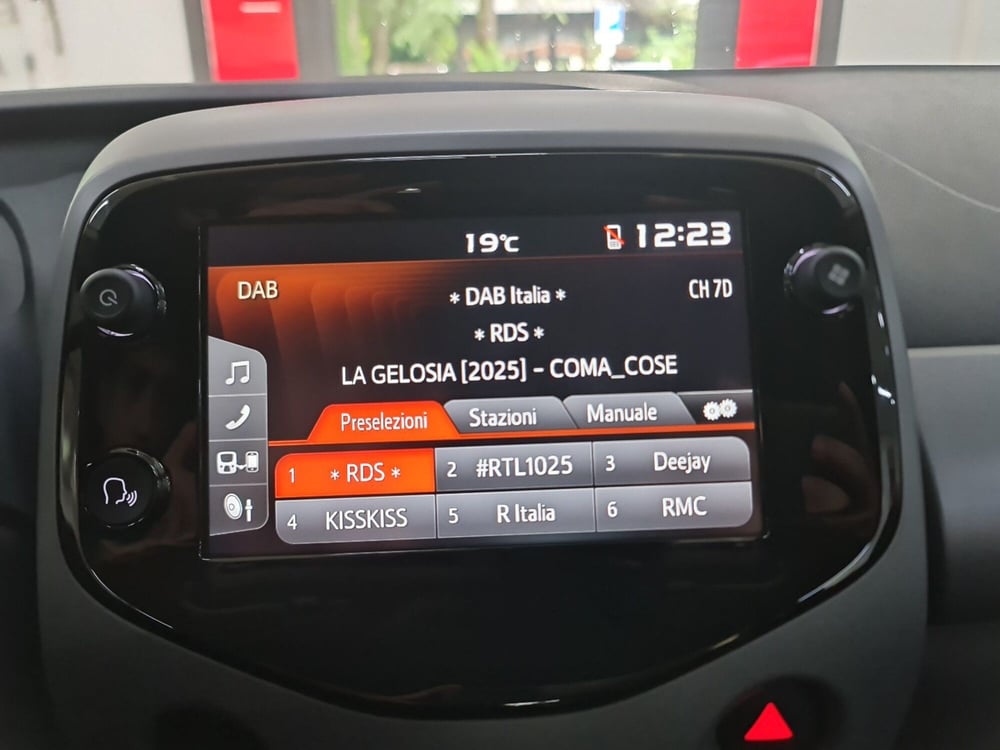 19°C 12:23
DAB * DAB Italia * CH 7D
* RDS *
LA GELOSIA [2025] - COMA_COSE
Preselezioni Stazioni Manuale
1 * RDS * 2 #RTL1025 3 Deejay
4 KISSKISS 5 R Italia 6 RMC